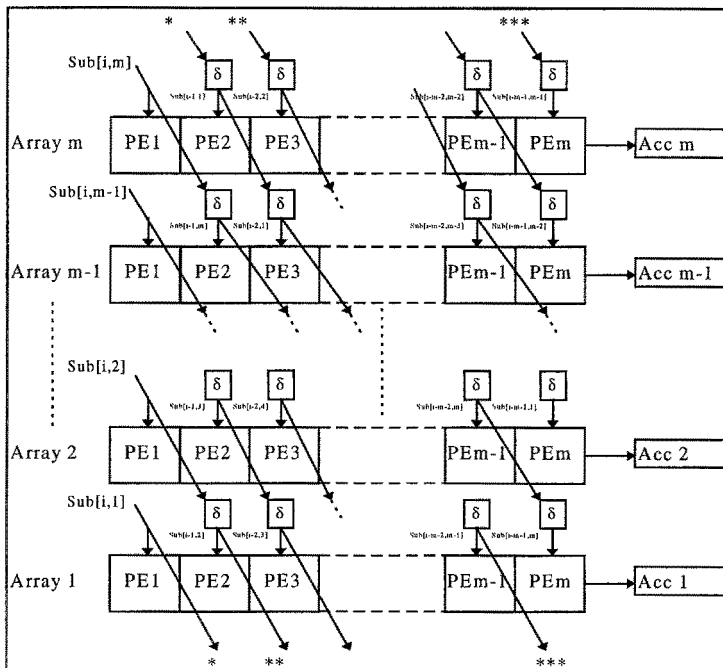 * ** ***
Sub[i,m] δ δ δ δ
Sub[i-1,1] Sub[i-2,2] Sub[i-m-2,m-2] Sub[i-m-1,m-1]
Array m PE1 PE2 PE3 PEm-1 PEm Acc m
Sub[i,m-1] δ δ δ δ
Sub[i-1,m] Sub[i-2,1] Sub[i-m-2,m-3] Sub[i-m-1,m-2]
Array m-1 PE1 PE2 PE3 PEm-1 PEm Acc m-1
Sub[i,2] δ δ δ δ
Sub[i-1,3] Sub[i-2,4] Sub[i-m-2,m] Sub[i-m-1,1]
Array 2 PE1 PE2 PE3 PEm-1 PEm Acc 2
Sub[i,1] δ δ δ δ
Sub[i-1,2] Sub[i-2,3] Sub[i-m-2,m-1] Sub[i-m-1,m]
Array 1 PE1 PE2 PE3 PEm-1 PEm Acc 1
* ** ***